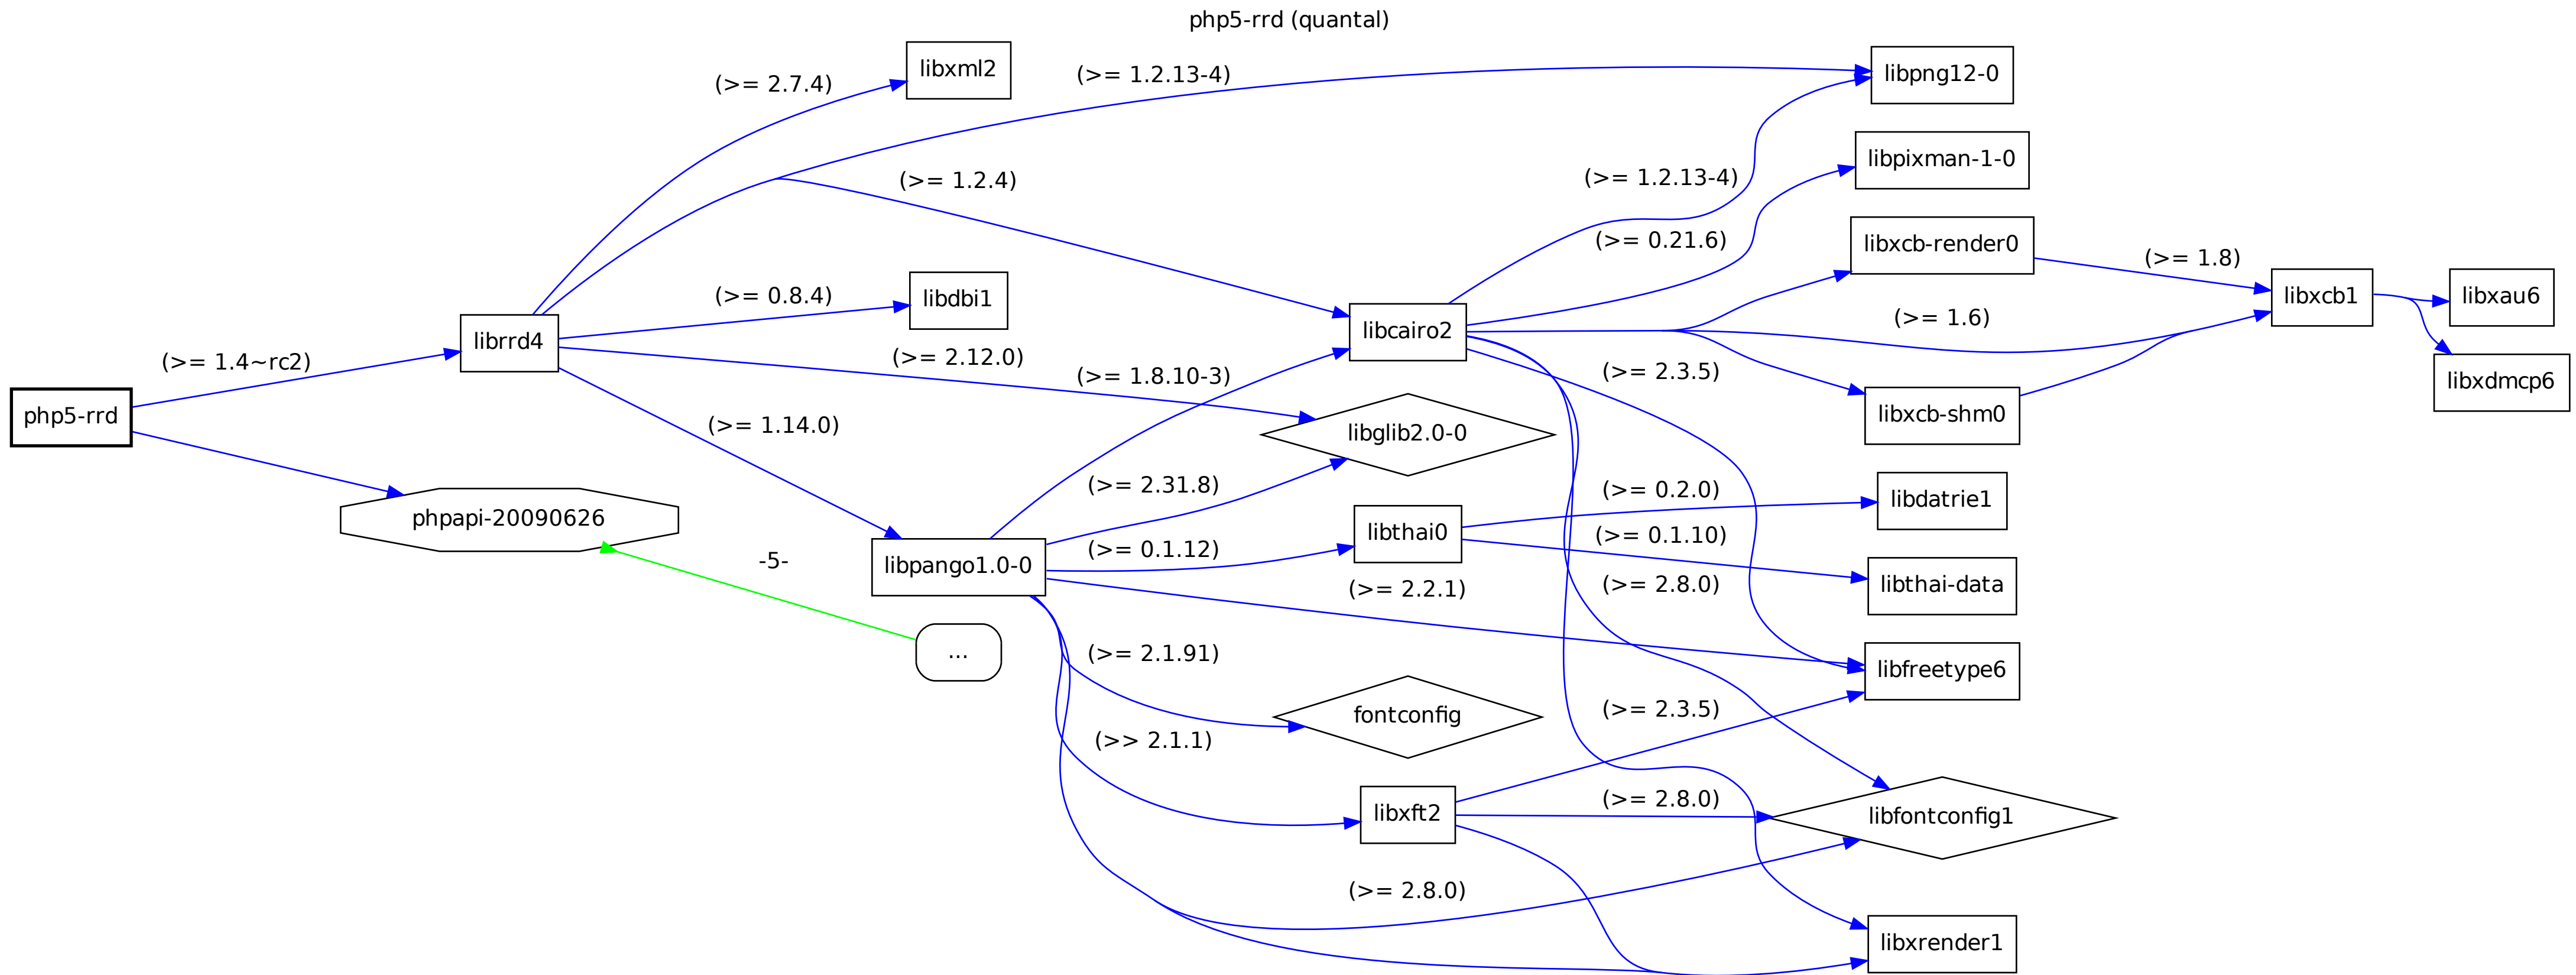 php5-rrd (quantal)
libxml2
(>= 2.7.4)
(>= 1.2.13-4)
libpng12-0
(>= 1.2.4)
(>= 1.2.13-4)
libpixman-1-0
(>= 0.21.6)
libxcb-render0
(>= 1.8)
(>= 0.8.4)
libdbi1
libxcb1
libxau6
(>= 1.4~rc2)
librrd4
(>= 2.12.0)
(>= 1.8.10-3)
libcairo2
(>= 1.6)
(>= 2.3.5)
libxdmcp6
php5-rrd
(>= 1.14.0)
libglib2.0-0
libxcb-shm0
phpapi-20090626
(>= 2.31.8)
(>= 0.2.0)
libdatrie1
-5-
libpango1.0-0
(>= 0.1.12)
libthai0
(>= 0.1.10)
(>= 2.2.1)
(>= 2.8.0)
libthai-data
...
(>= 2.1.91)
libfreetype6
(>> 2.1.1)
fontconfig
(>= 2.3.5)
libxft2
(>= 2.8.0)
libfontconfig1
(>= 2.8.0)
libxrender1